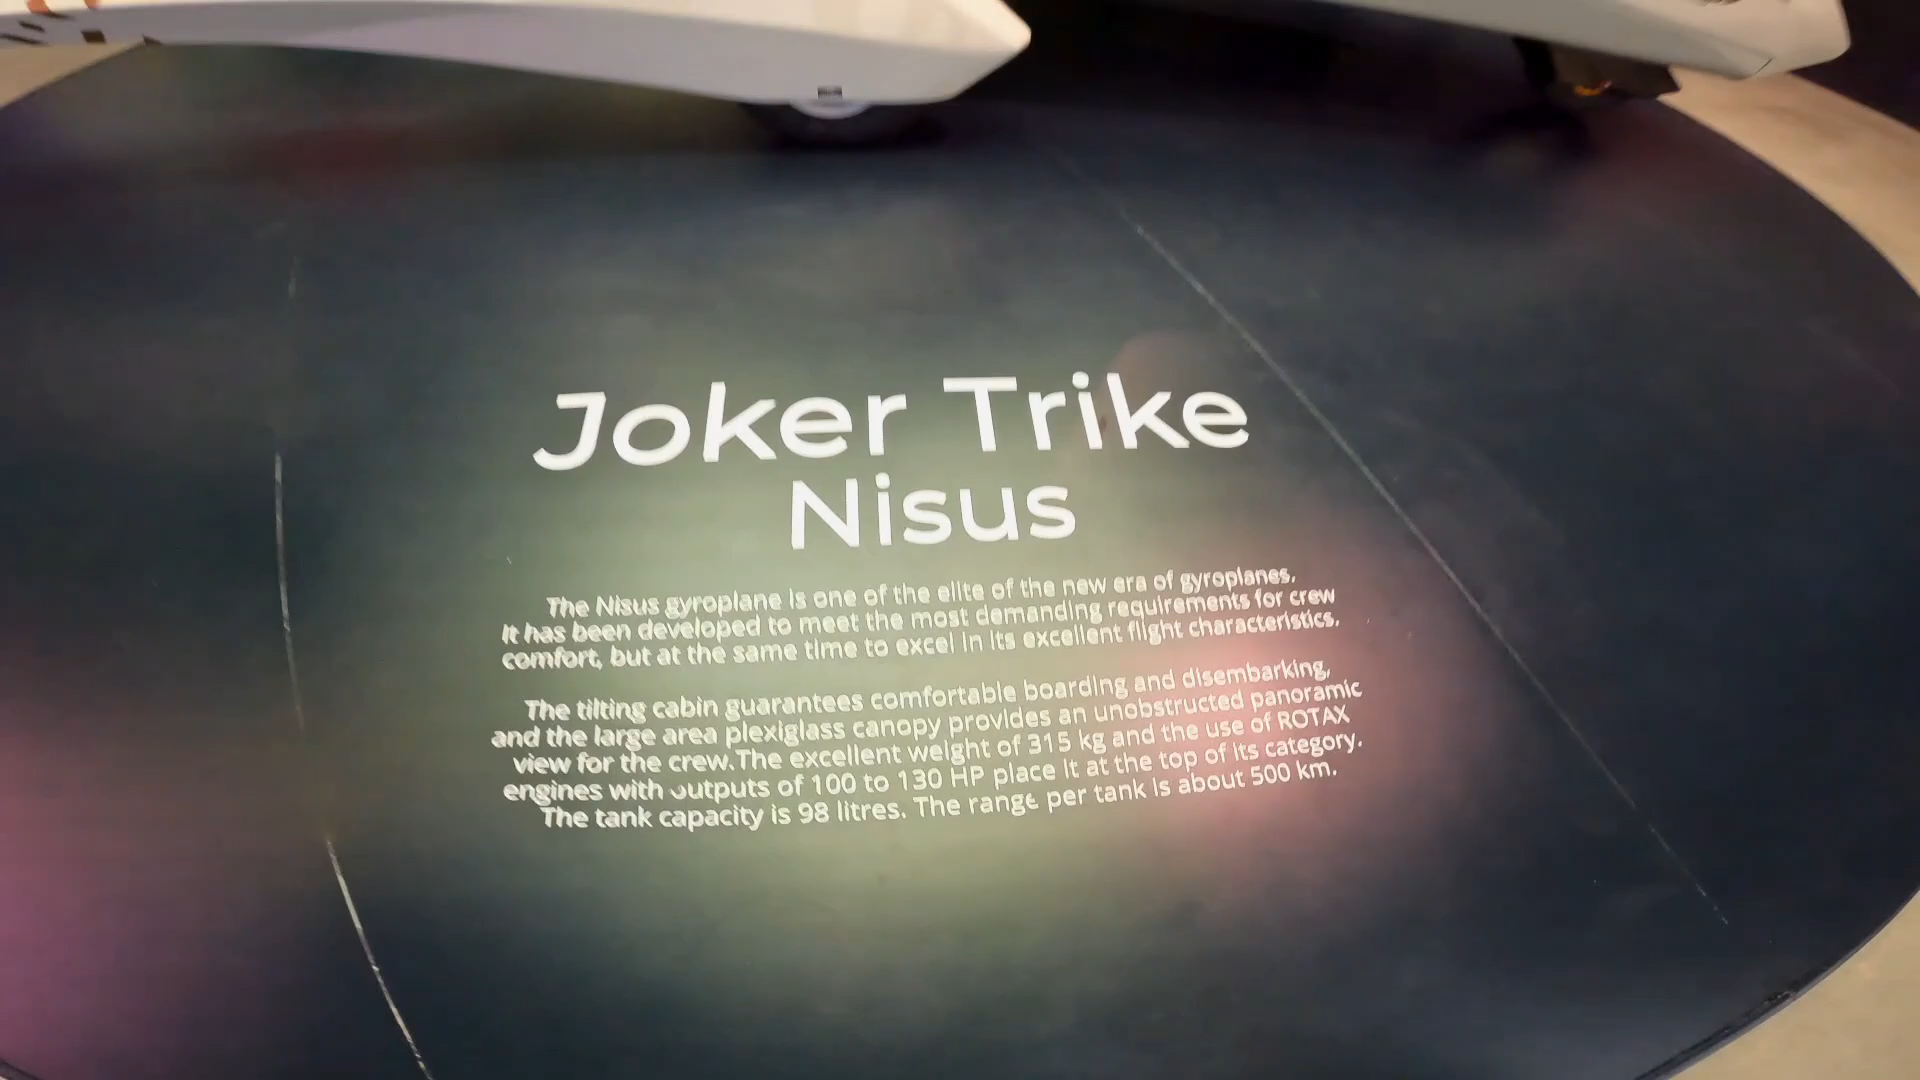 Joker Trike
Nisus
The Nisus gyroplane is one of the elite of the new era of gyroplanes.
It has been developed to meet the most demanding requirements for crew
comfort, but at the same time to excel in its excellent flight characteristics.
The tilting cabin guarantees comfortable boarding and disembarking,
and the large area plexiglass canopy provides an unobstructed panoramic
view for the crew.The excellent weight of 315 kg and the use of ROTAX
engines with outputs of 100 to 130 HP place it at the top of its category.
The tank capacity is 98 litres. The range per tank is about 500 km.